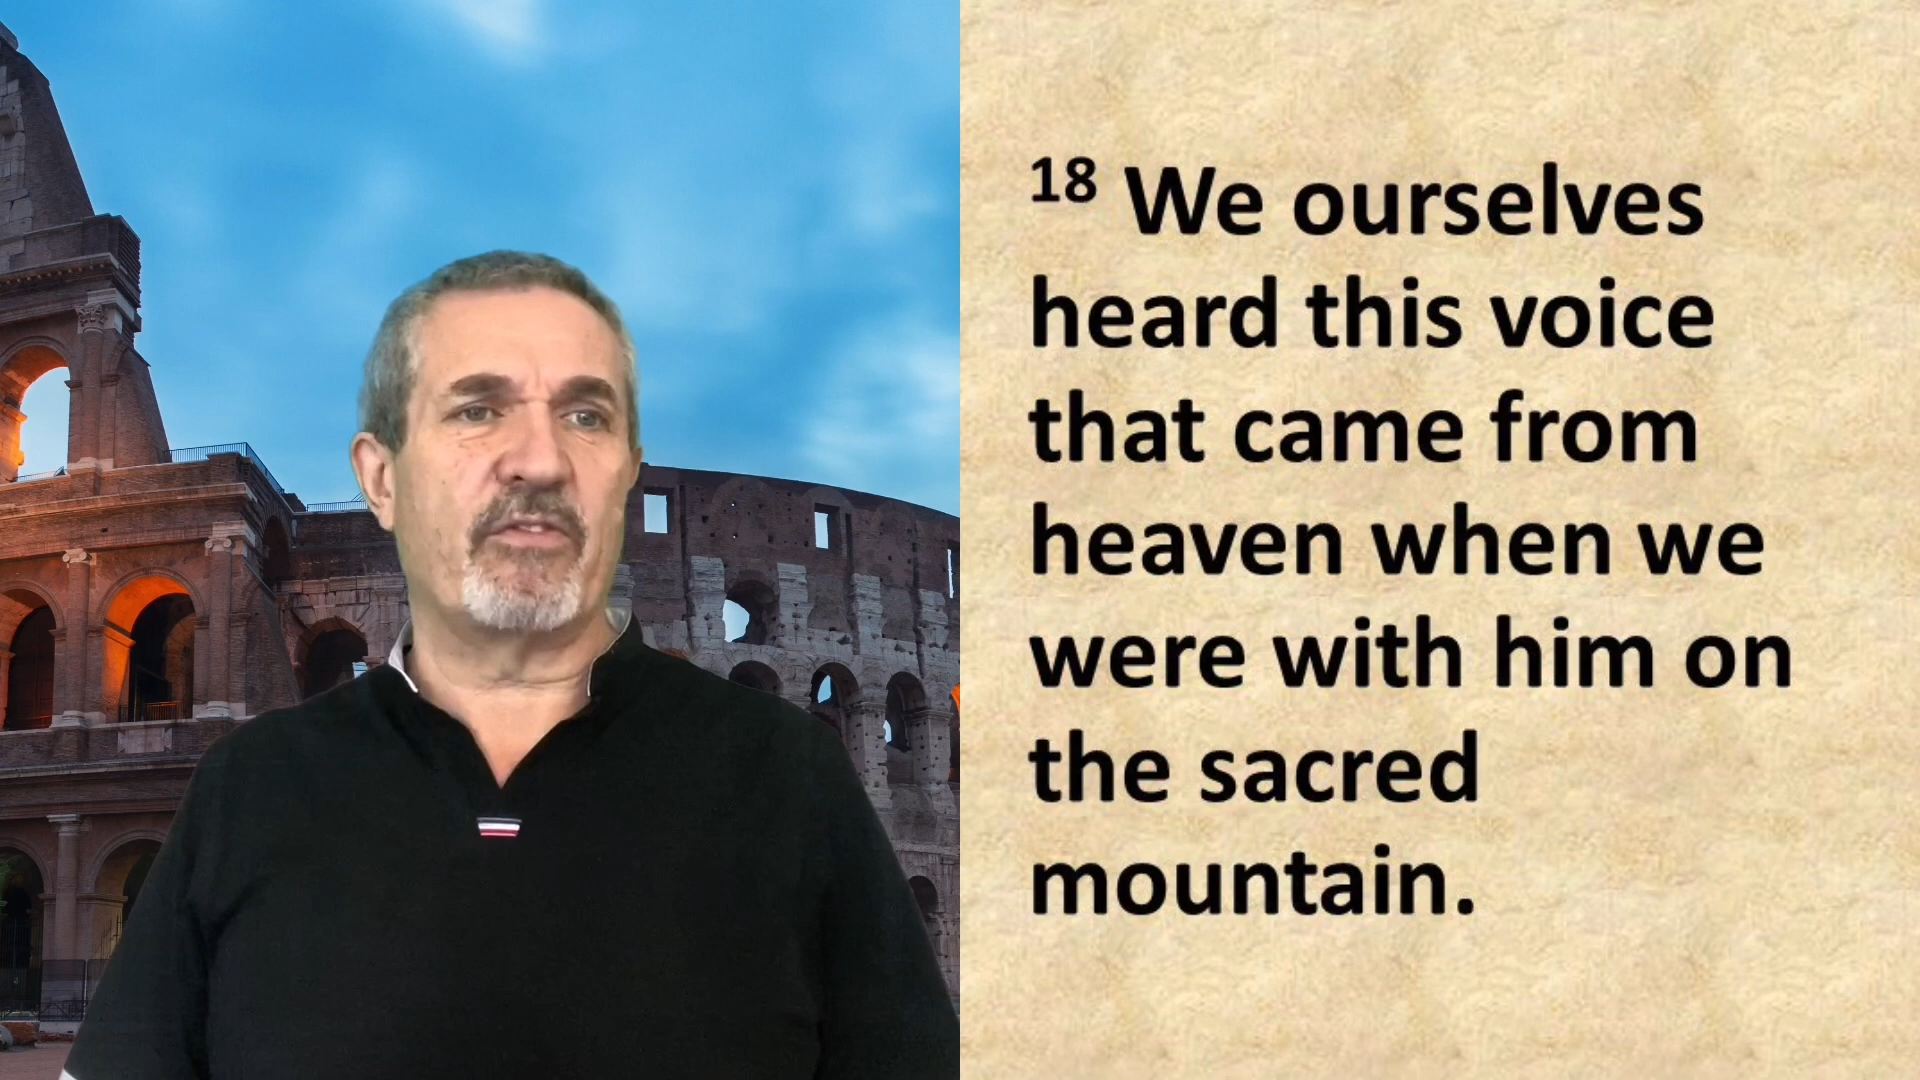 18 We ourselves
heard this voice
that came from
heaven when we
were with him on
the sacred
mountain.